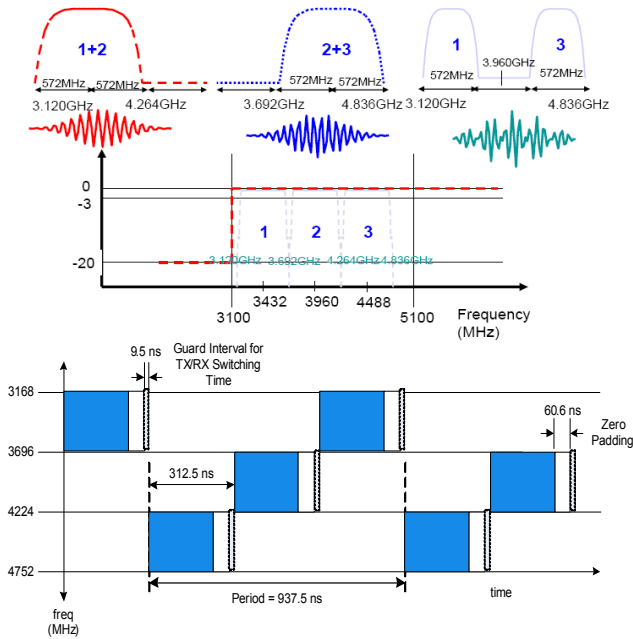 1+2
572MHz 572MHz
3.120GHz 4.264GHz
2+3
572MHz 572MHz
3.692GHz 4.836GHz
1 3.960GHz 3
572MHz 572MHz
3.120GHz 4.836GHz
0
-3
-20
1 2 3
3.120GHz 3.692GHz 4.264GHz 4.836GHz
3432 3960 4488
3100 5100
Frequency
(MHz)
9.5 ns
Guard Interval for
TX/RX Switching
Time
3168
60.6 ns
Zero
Padding
3696
312.5 ns
4224
4752
Period = 937.5 ns
time
freq
(MHz)